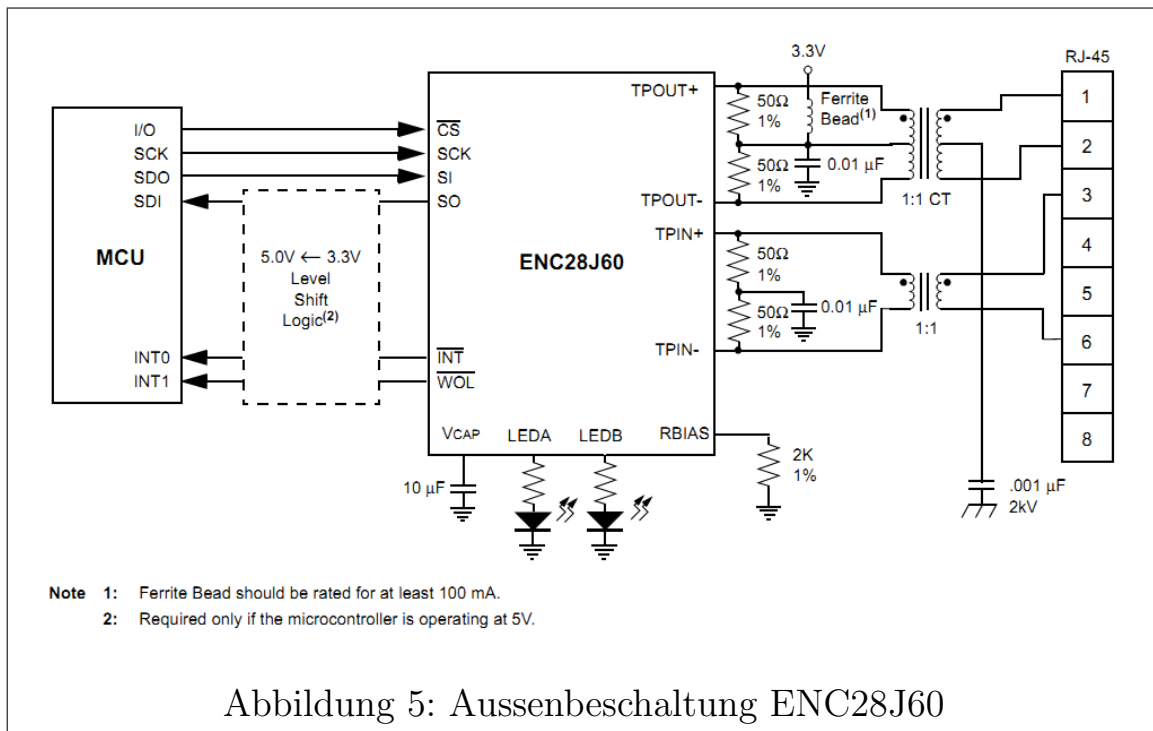 3.3V
RJ-45
MCU
I/O
SCK
SDO
SDI
INT0
INT1
5.0V ← 3.3V
Level
Shift
Logic(2)
ENC28J60
CS
SCK
SI
SO
INT
WOL
VCAP
LEDA
LEDB
RBIAS
TPOUT+
TPOUT-
TPIN+
TPIN-
50Ω
1%
50Ω
1%
Ferrite
Bead(1)
0.01 µF
1:1 CT
50Ω
1%
50Ω
1%
0.01 µF
1:1
1
2
3
4
5
6
7
8
10 µF
2K
1%
.001 µF
2kV
Note 1: Ferrite Bead should be rated for at least 100 mA.
2: Required only if the microcontroller is operating at 5V.
Abbildung 5: Aussenbeschaltung ENC28J60